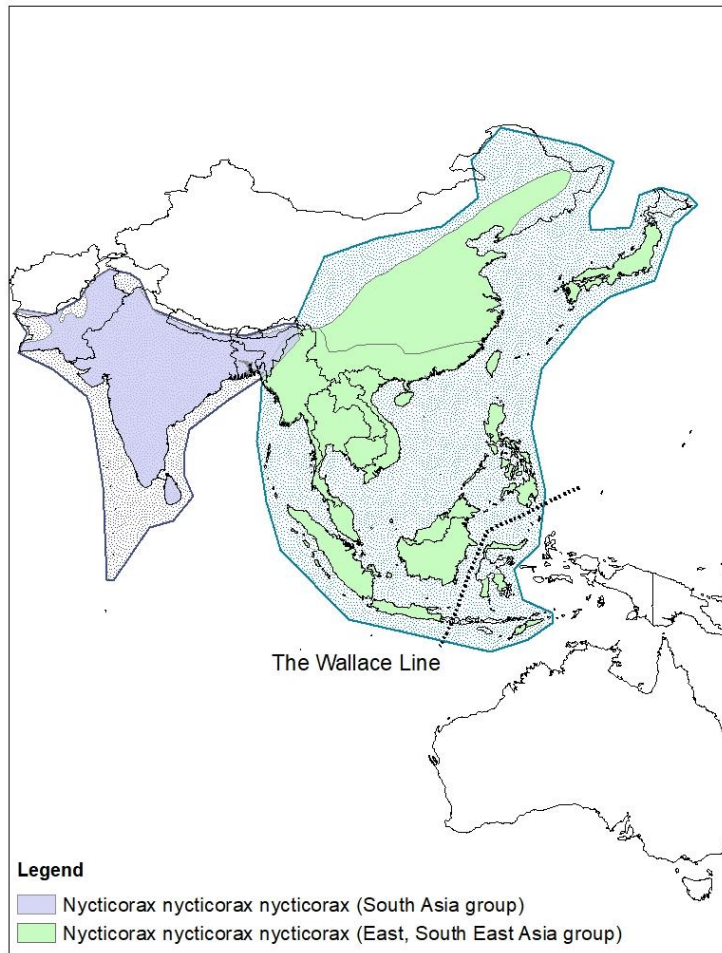 The Wallace Line
Legend
Nycticorax nycticorax nycticorax (South Asia group)
Nycticorax nycticorax nycticorax (East, South East Asia group)